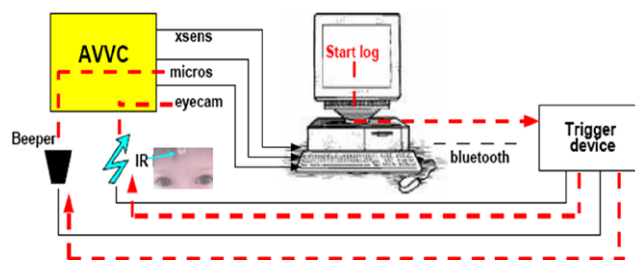 AVVC
xsens
micros
eyecam
Start log
Beeper
IR
bluetooth
Trigger
device